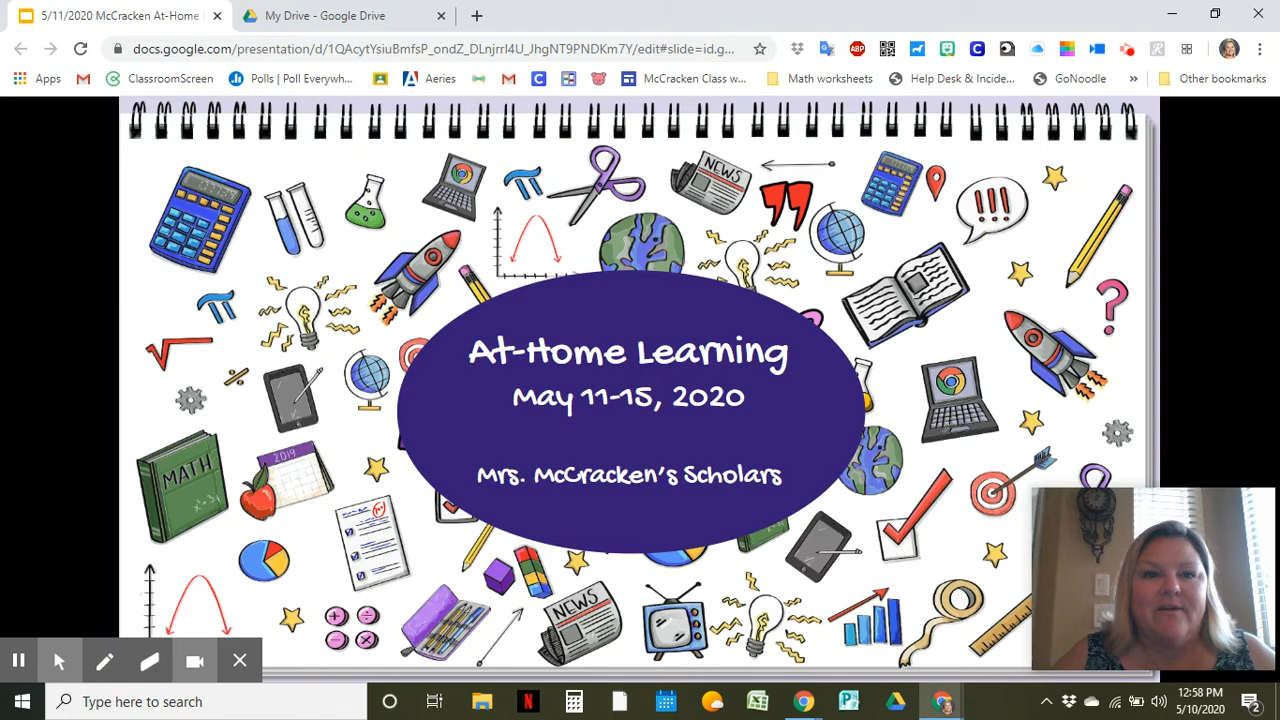 5/11/2020 McCracken At-Home
My Drive - Google Drive
docs.google.com/presentation/d/1QAcytYsiuBmfsP_ondZ_DLnjrrI4U_JhgNT9PNDKm7Y/edit#slide=id.g...
ABP
Apps
ClassroomScreen
Polls | Poll Everywh...
Aeries
McCracken Class w...
Math worksheets
Help Desk & Incide...
GoNoodle
Other bookmarks
NEWS
!!!
At-Home Learning
May 11-15, 2020
Mrs. McCracken's Scholars
2019
MATH
A+
NEWS
Type here to search
12:58 PM
5/10/2020
2